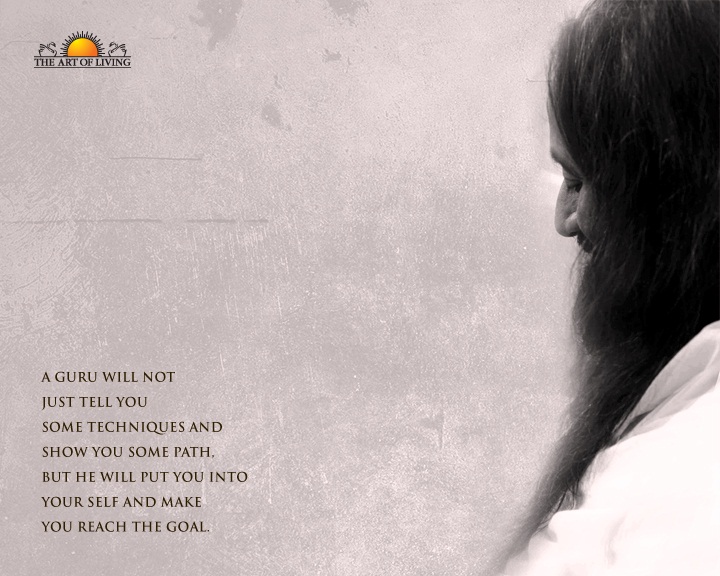 THE ART OF LIVING
A GURU WILL NOT
JUST TELL YOU
SOME TECHNIQUES AND
SHOW YOU SOME PATH,
BUT HE WILL PUT YOU INTO
YOUR SELF AND MAKE
YOU REACH THE GOAL.